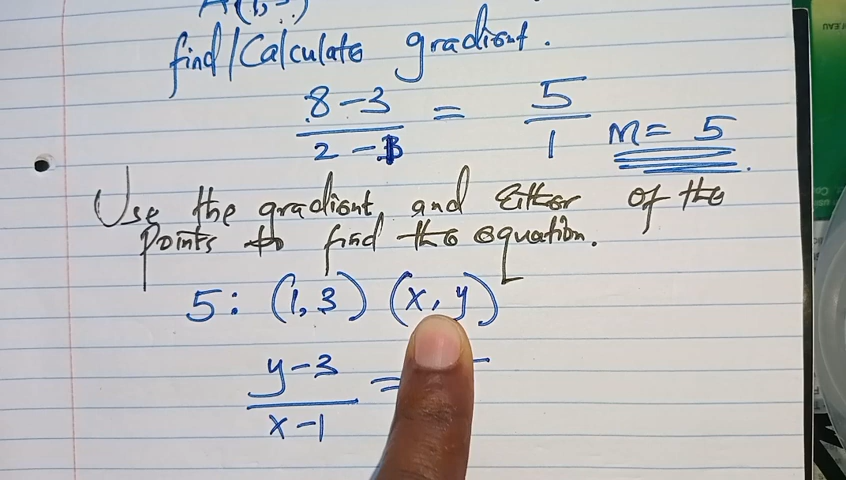 find/Calculate gradient.
8-3 = 5 M= 5
2-1 1
Use the gradient and Either of the
points to find the equation.
5: (1,3) (x,y)
y-3 =
x-1